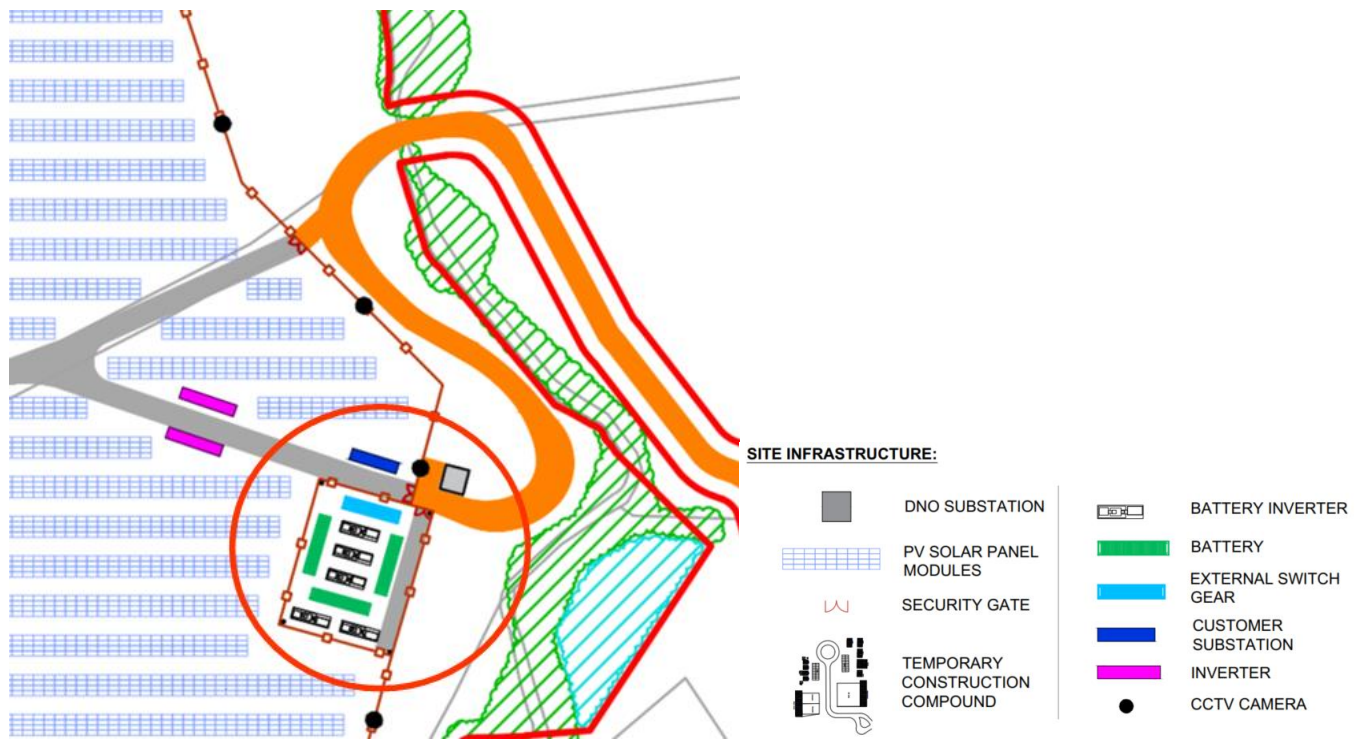 SITE INFRASTRUCTURE:
DNO SUBSTATION
PV SOLAR PANEL
MODULES
SECURITY GATE
TEMPORARY
CONSTRUCTION
COMPOUND
BATTERY INVERTER
BATTERY
EXTERNAL SWITCH
GEAR
CUSTOMER
SUBSTATION
INVERTER
CCTV CAMERA